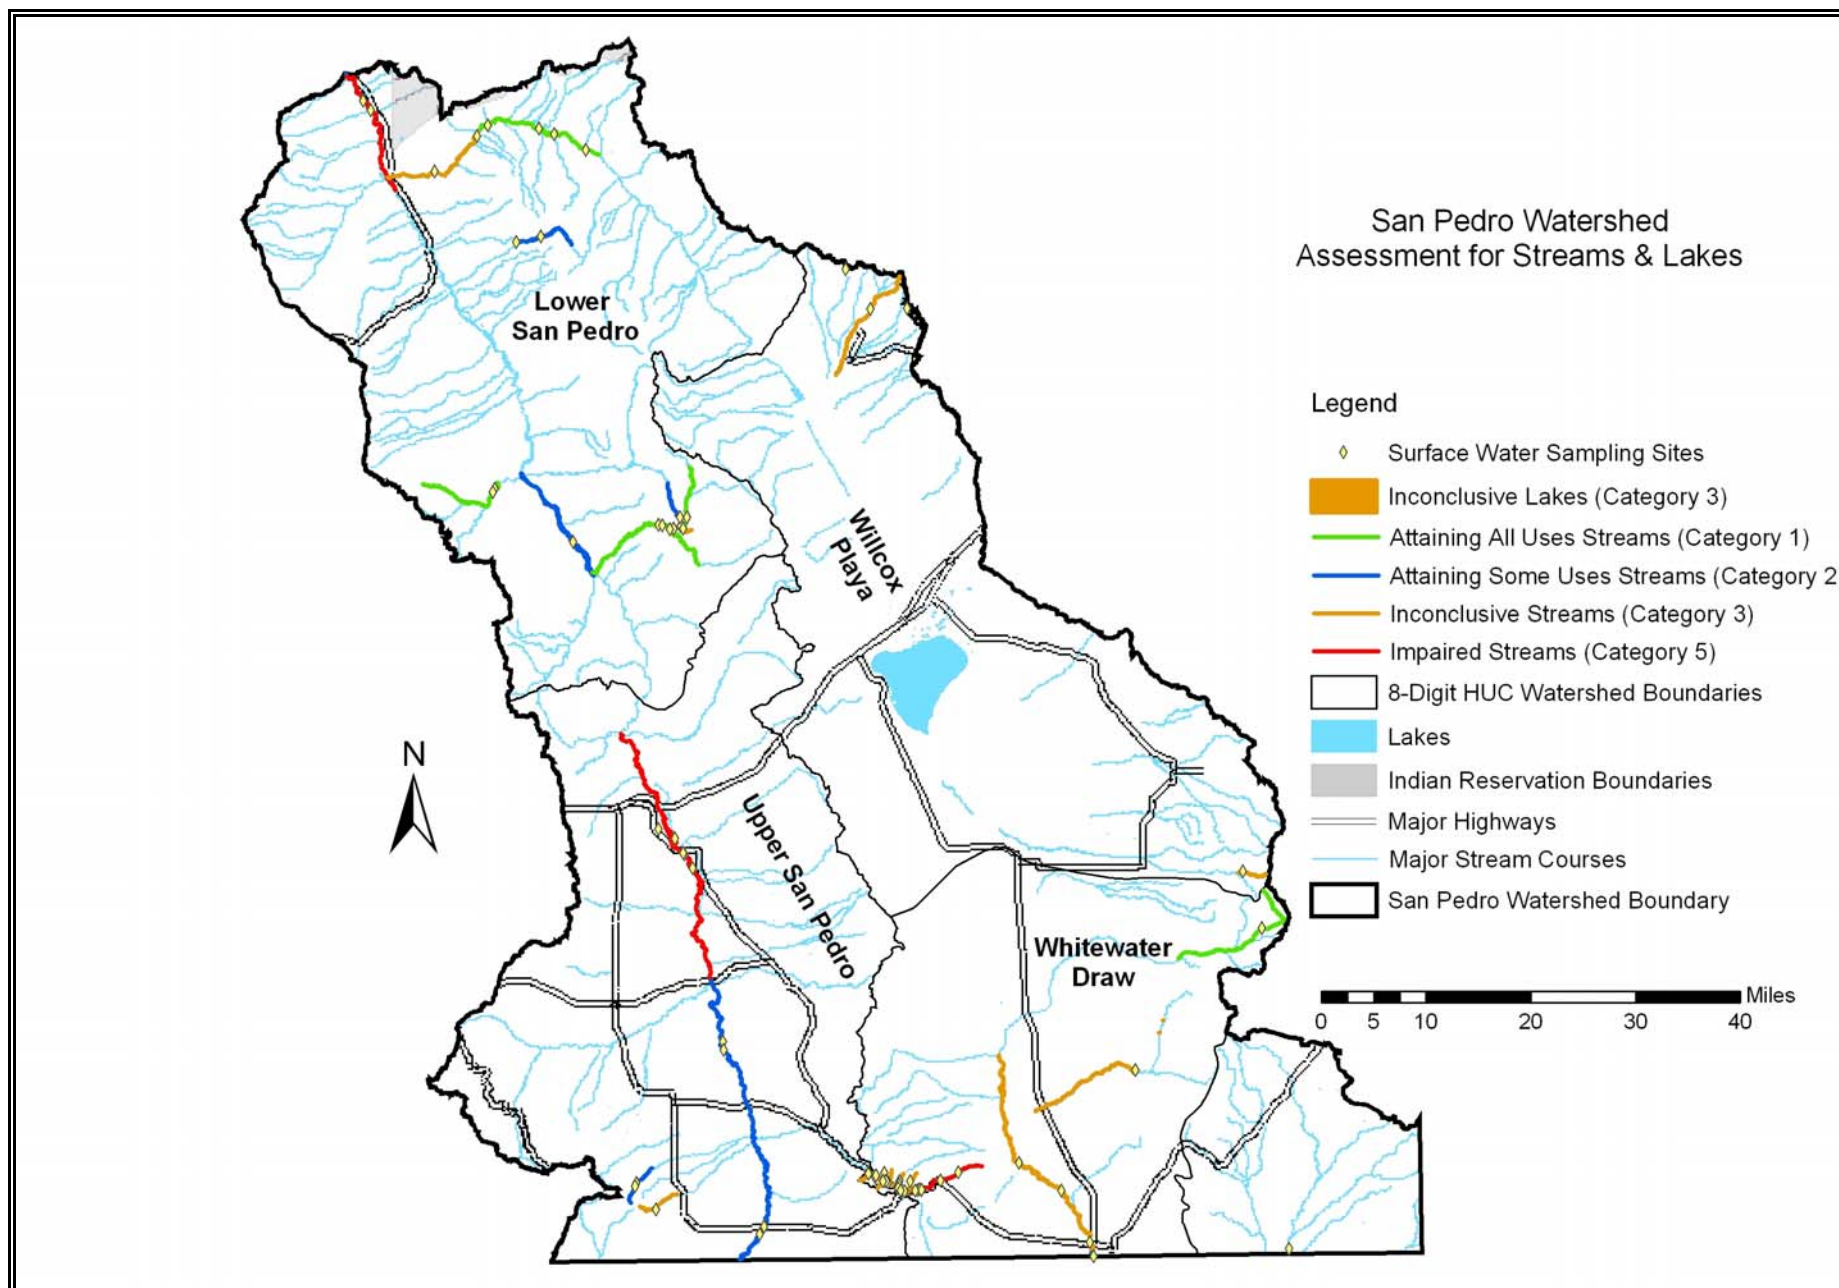 San Pedro Watershed
Assessment for Streams & Lakes
Lower
San Pedro
Willcox
Playa
Upper San Pedro
Whitewater
Draw
N
Legend
Surface Water Sampling Sites
Inconclusive Lakes (Category 3)
Attaining All Uses Streams (Category 1)
Attaining Some Uses Streams (Category 2
Inconclusive Streams (Category 3)
Impaired Streams (Category 5)
8-Digit HUC Watershed Boundaries
Lakes
Indian Reservation Boundaries
Major Highways
Major Stream Courses
San Pedro Watershed Boundary
Miles
0 5 10 20 30 40